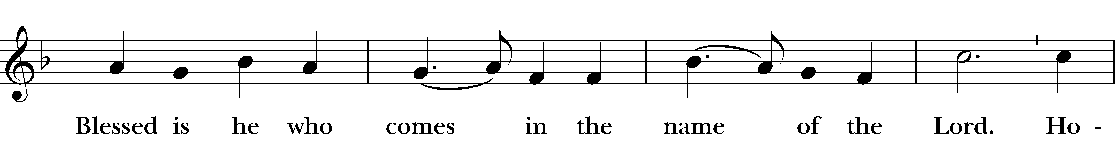 Blessed is he who comes in the name of the Lord. Ho -